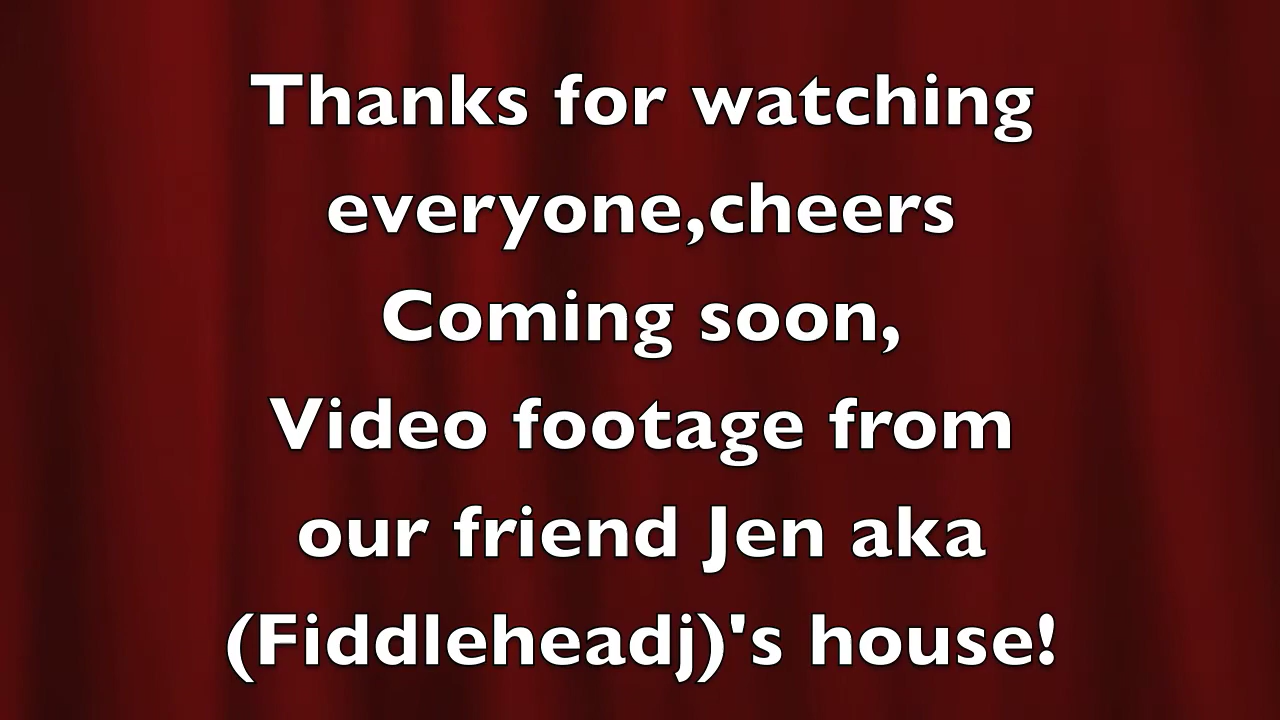 Thanks for watching
everyone,cheers
Coming soon,
Video footage from
our friend Jen aka
(Fiddleheadj)'s house!